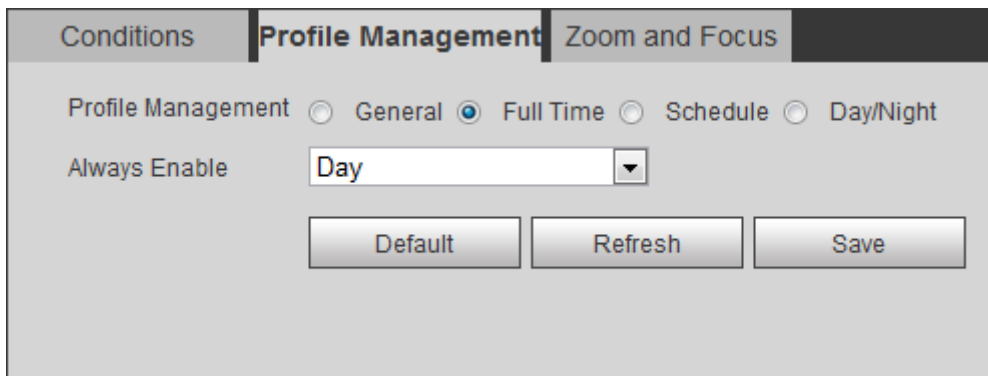 Conditions Profile Management Zoom and Focus
Profile Management General Full Time Schedule Day/Night
Always Enable Day
Default Refresh Save